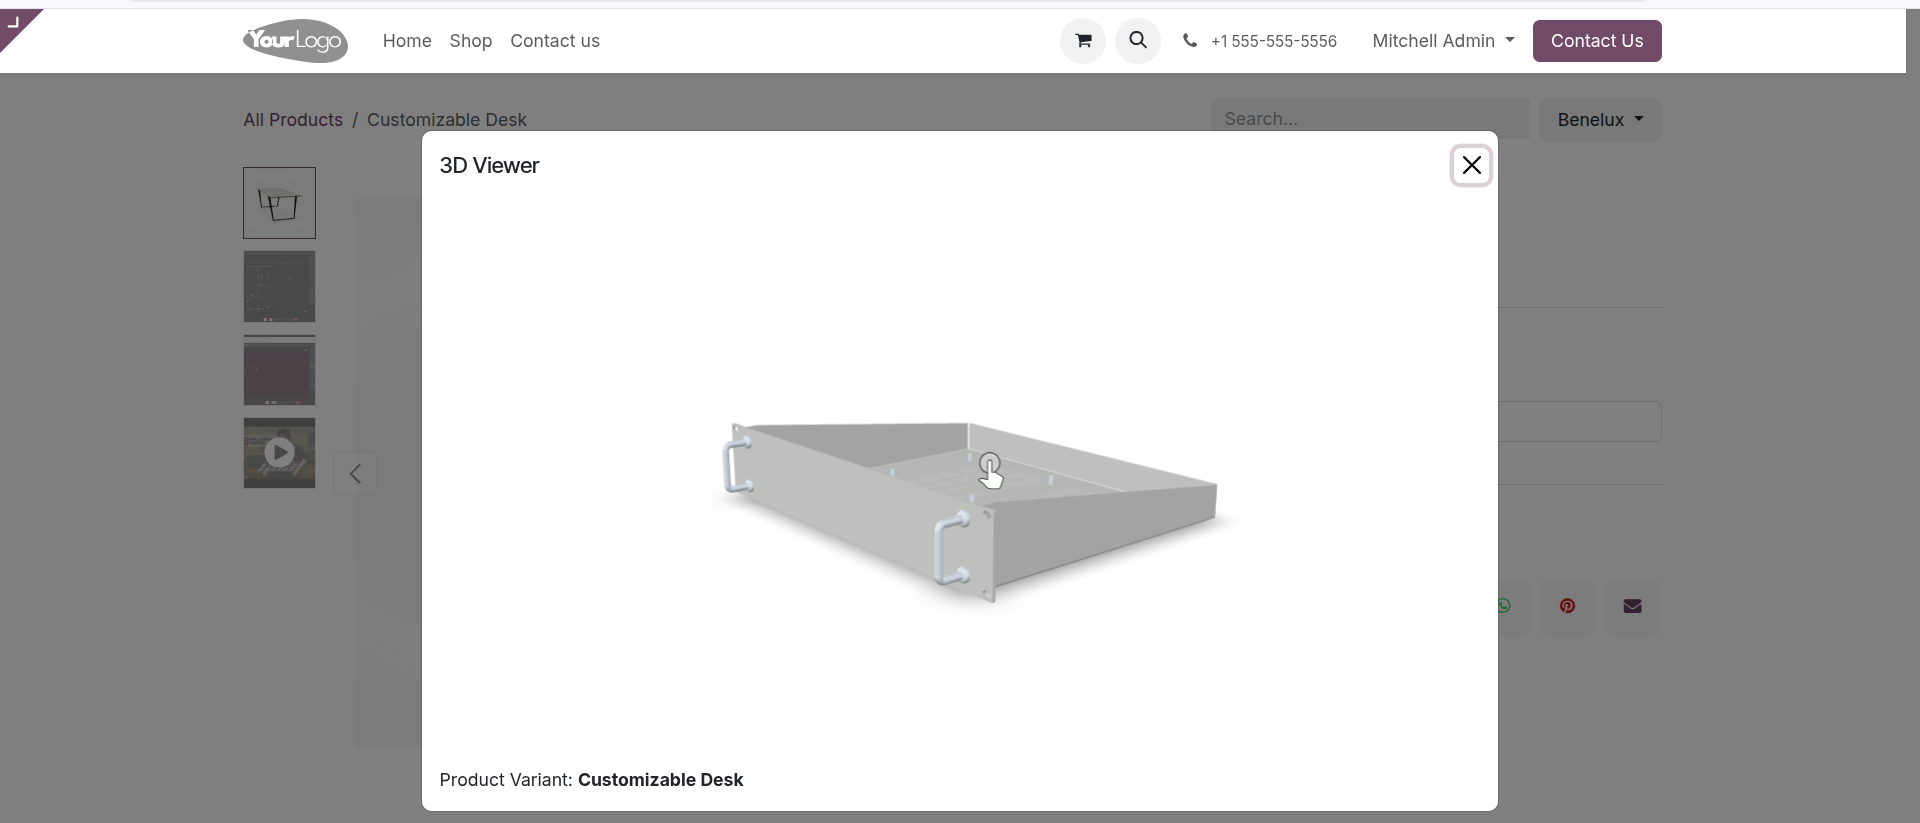 YourLogo
Home
Shop
Contact us
+1 555-555-5556
Mitchell Admin
Contact Us
All Products / Customizable Desk
Search...
Benelux
3D Viewer
Product Variant: Customizable Desk